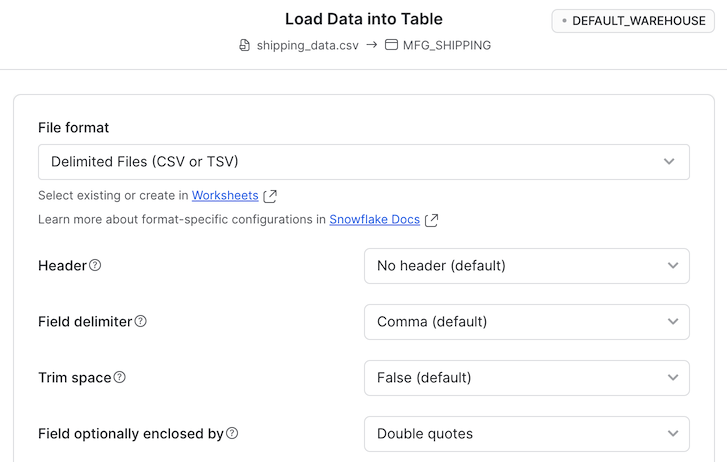 Load Data into Table
DEFAULT_WAREHOUSE
shipping_data.csv → MFG_SHIPPING
File format
Delimited Files (CSV or TSV)
Select existing or create in Worksheets
Learn more about format-specific configurations in Snowflake Docs
Header
No header (default)
Field delimiter
Comma (default)
Trim space
False (default)
Field optionally enclosed by
Double quotes